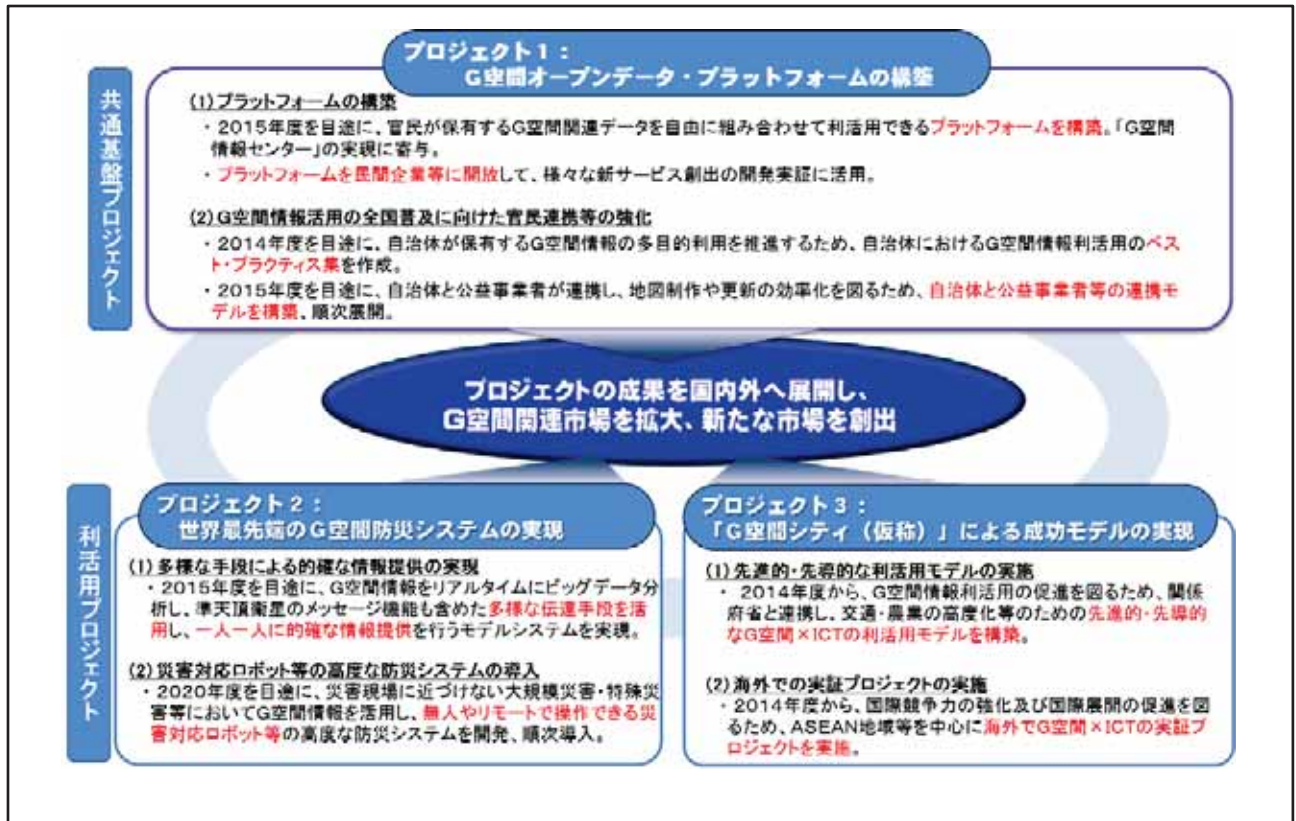 プロジェクト1:
G空間オープンデータ・プラットフォームの構築
共通基盤プロジェクト
(1)プラットフォームの構築
・2015年度を目途に、官民が保有するG空間関連データを自由に組み合わせて利活用できるプラットフォームを構築。「G空間
情報センター」の実現に寄与。
・プラットフォームを民間企業等に開放して、様々な新サービス創出の開発実証に活用。
(2)G空間情報活用の全国普及に向けた官民連携等の強化
・2014年度を目途に、自治体が保有するG空間情報の多目的利用を推進するため、自治体におけるG空間情報利活用のベス
ト・プラクティス集を作成。
・2015年度を目途に、自治体と公益事業者が連携し、地図制作や更新の効率化を図るため、自治体と公益事業者等の連携モ
デルを構築、順次展開。
プロジェクトの成果を国内外へ展開し、
G空間関連市場を拡大、新たな市場を創出
利活用プロジェクト
プロジェクト2:
世界最先端のG空間防災システムの実現
(1)多様な手段による的確な情報提供の実現
・2015年度を目途に、G空間情報をリアルタイムにビッグデータ分
析し、準天頂衛星のメッセージ機能も含めた多様な伝達手段を活
用し、一人一人に的確な情報提供を行うモデルシステムを実現。
(2)災害対応ロボット等の高度な防災システムの導入
・2020年度を目途に、災害現場に近づけない大規模災害・特殊災
害等においてG空間情報を活用し、無人やリモートで操作できる災
害対応ロボット等の高度な防災システムを開発、順次導入。
プロジェクト3:
「G空間シティ(仮称)」による成功モデルの実現
(1)先進的・先導的な利活用モデルの実施
・2014年度から、G空間情報利活用の促進を図るため、関係
府省と連携し、交通・農業の高度化等のための先進的・先導的
なG空間×ICTの利活用モデルを構築。
(2)海外での実証プロジェクトの実施
・2014年度から、国際競争力の強化及び国際展開の促進を図
るため、ASEAN地域等を中心に海外でG空間×ICTの実証プ
ロジェクトを実施。